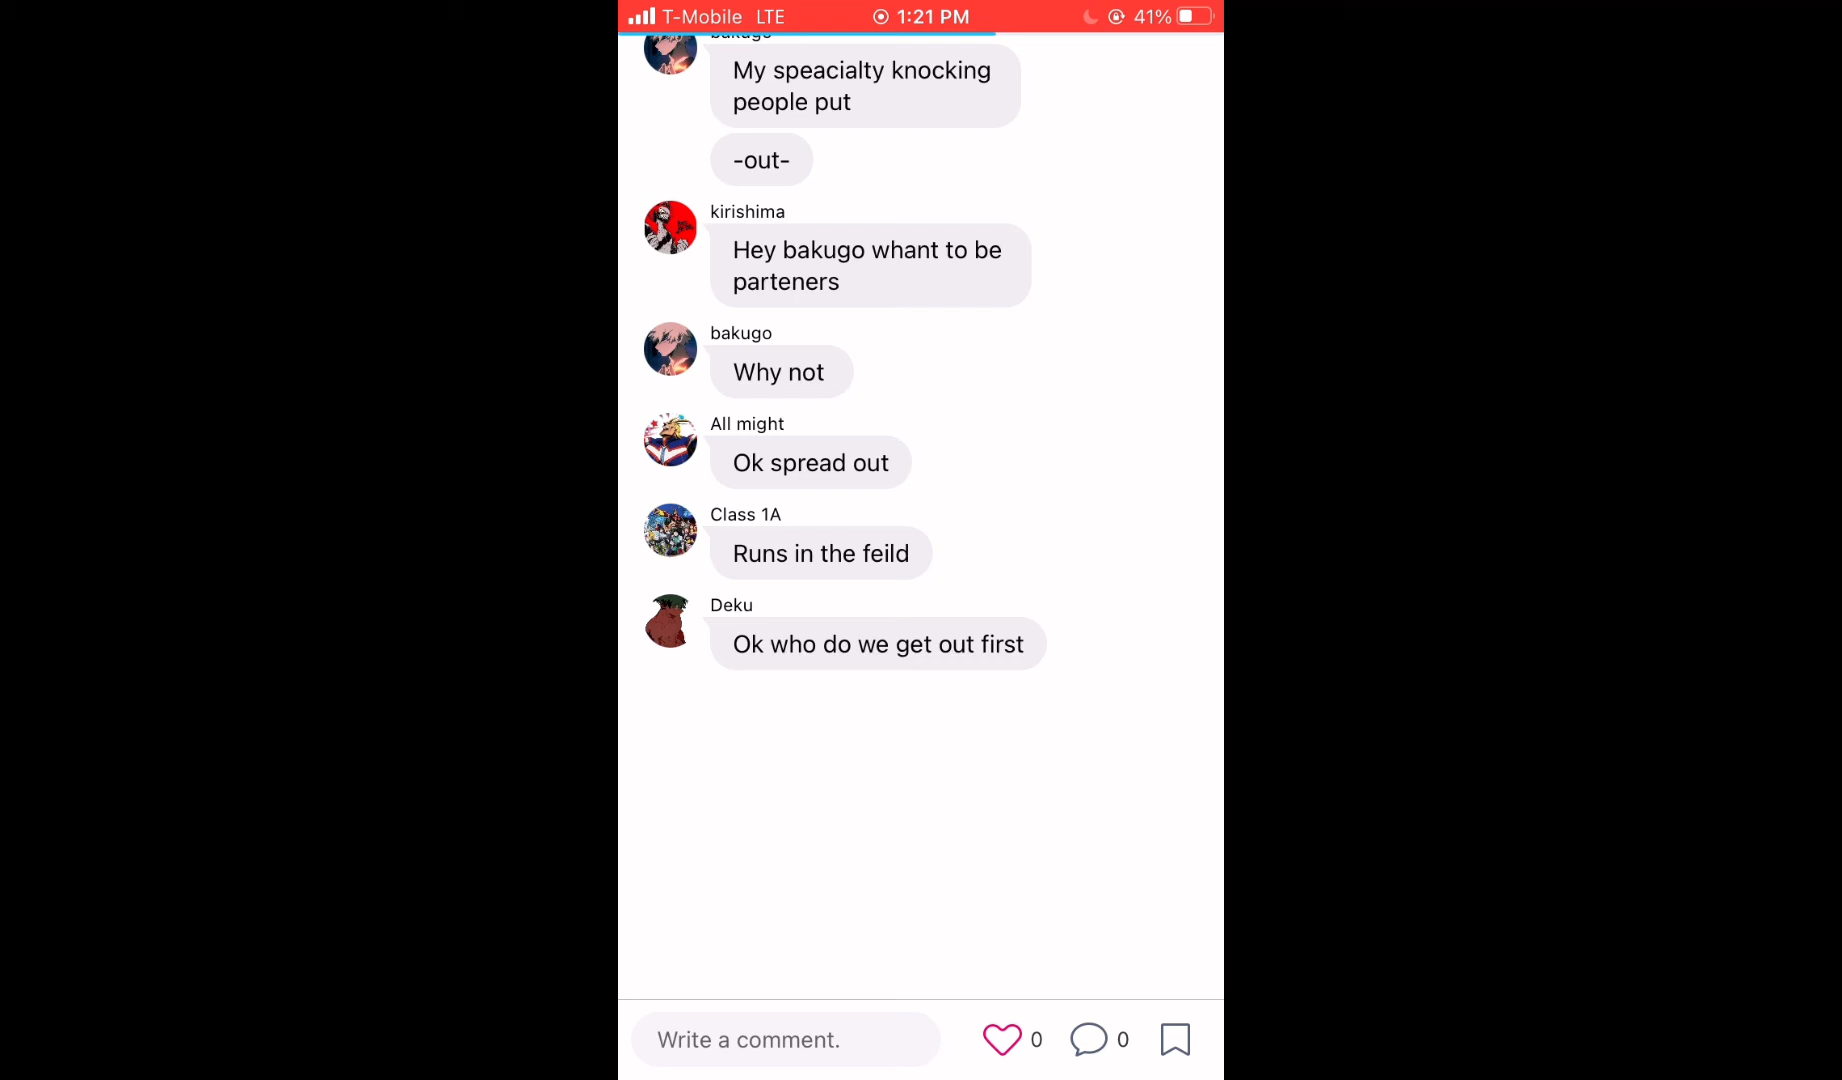 T-Mobile LTE 1:21 PM 41%
bakugo
My speacialty knocking
people put
-out-
kirishima
Hey bakugo whant to be
parteners
bakugo
Why not
All might
Ok spread out
Class 1A
Runs in the feild
Deku
Ok who do we get out first
Write a comment. 0 0